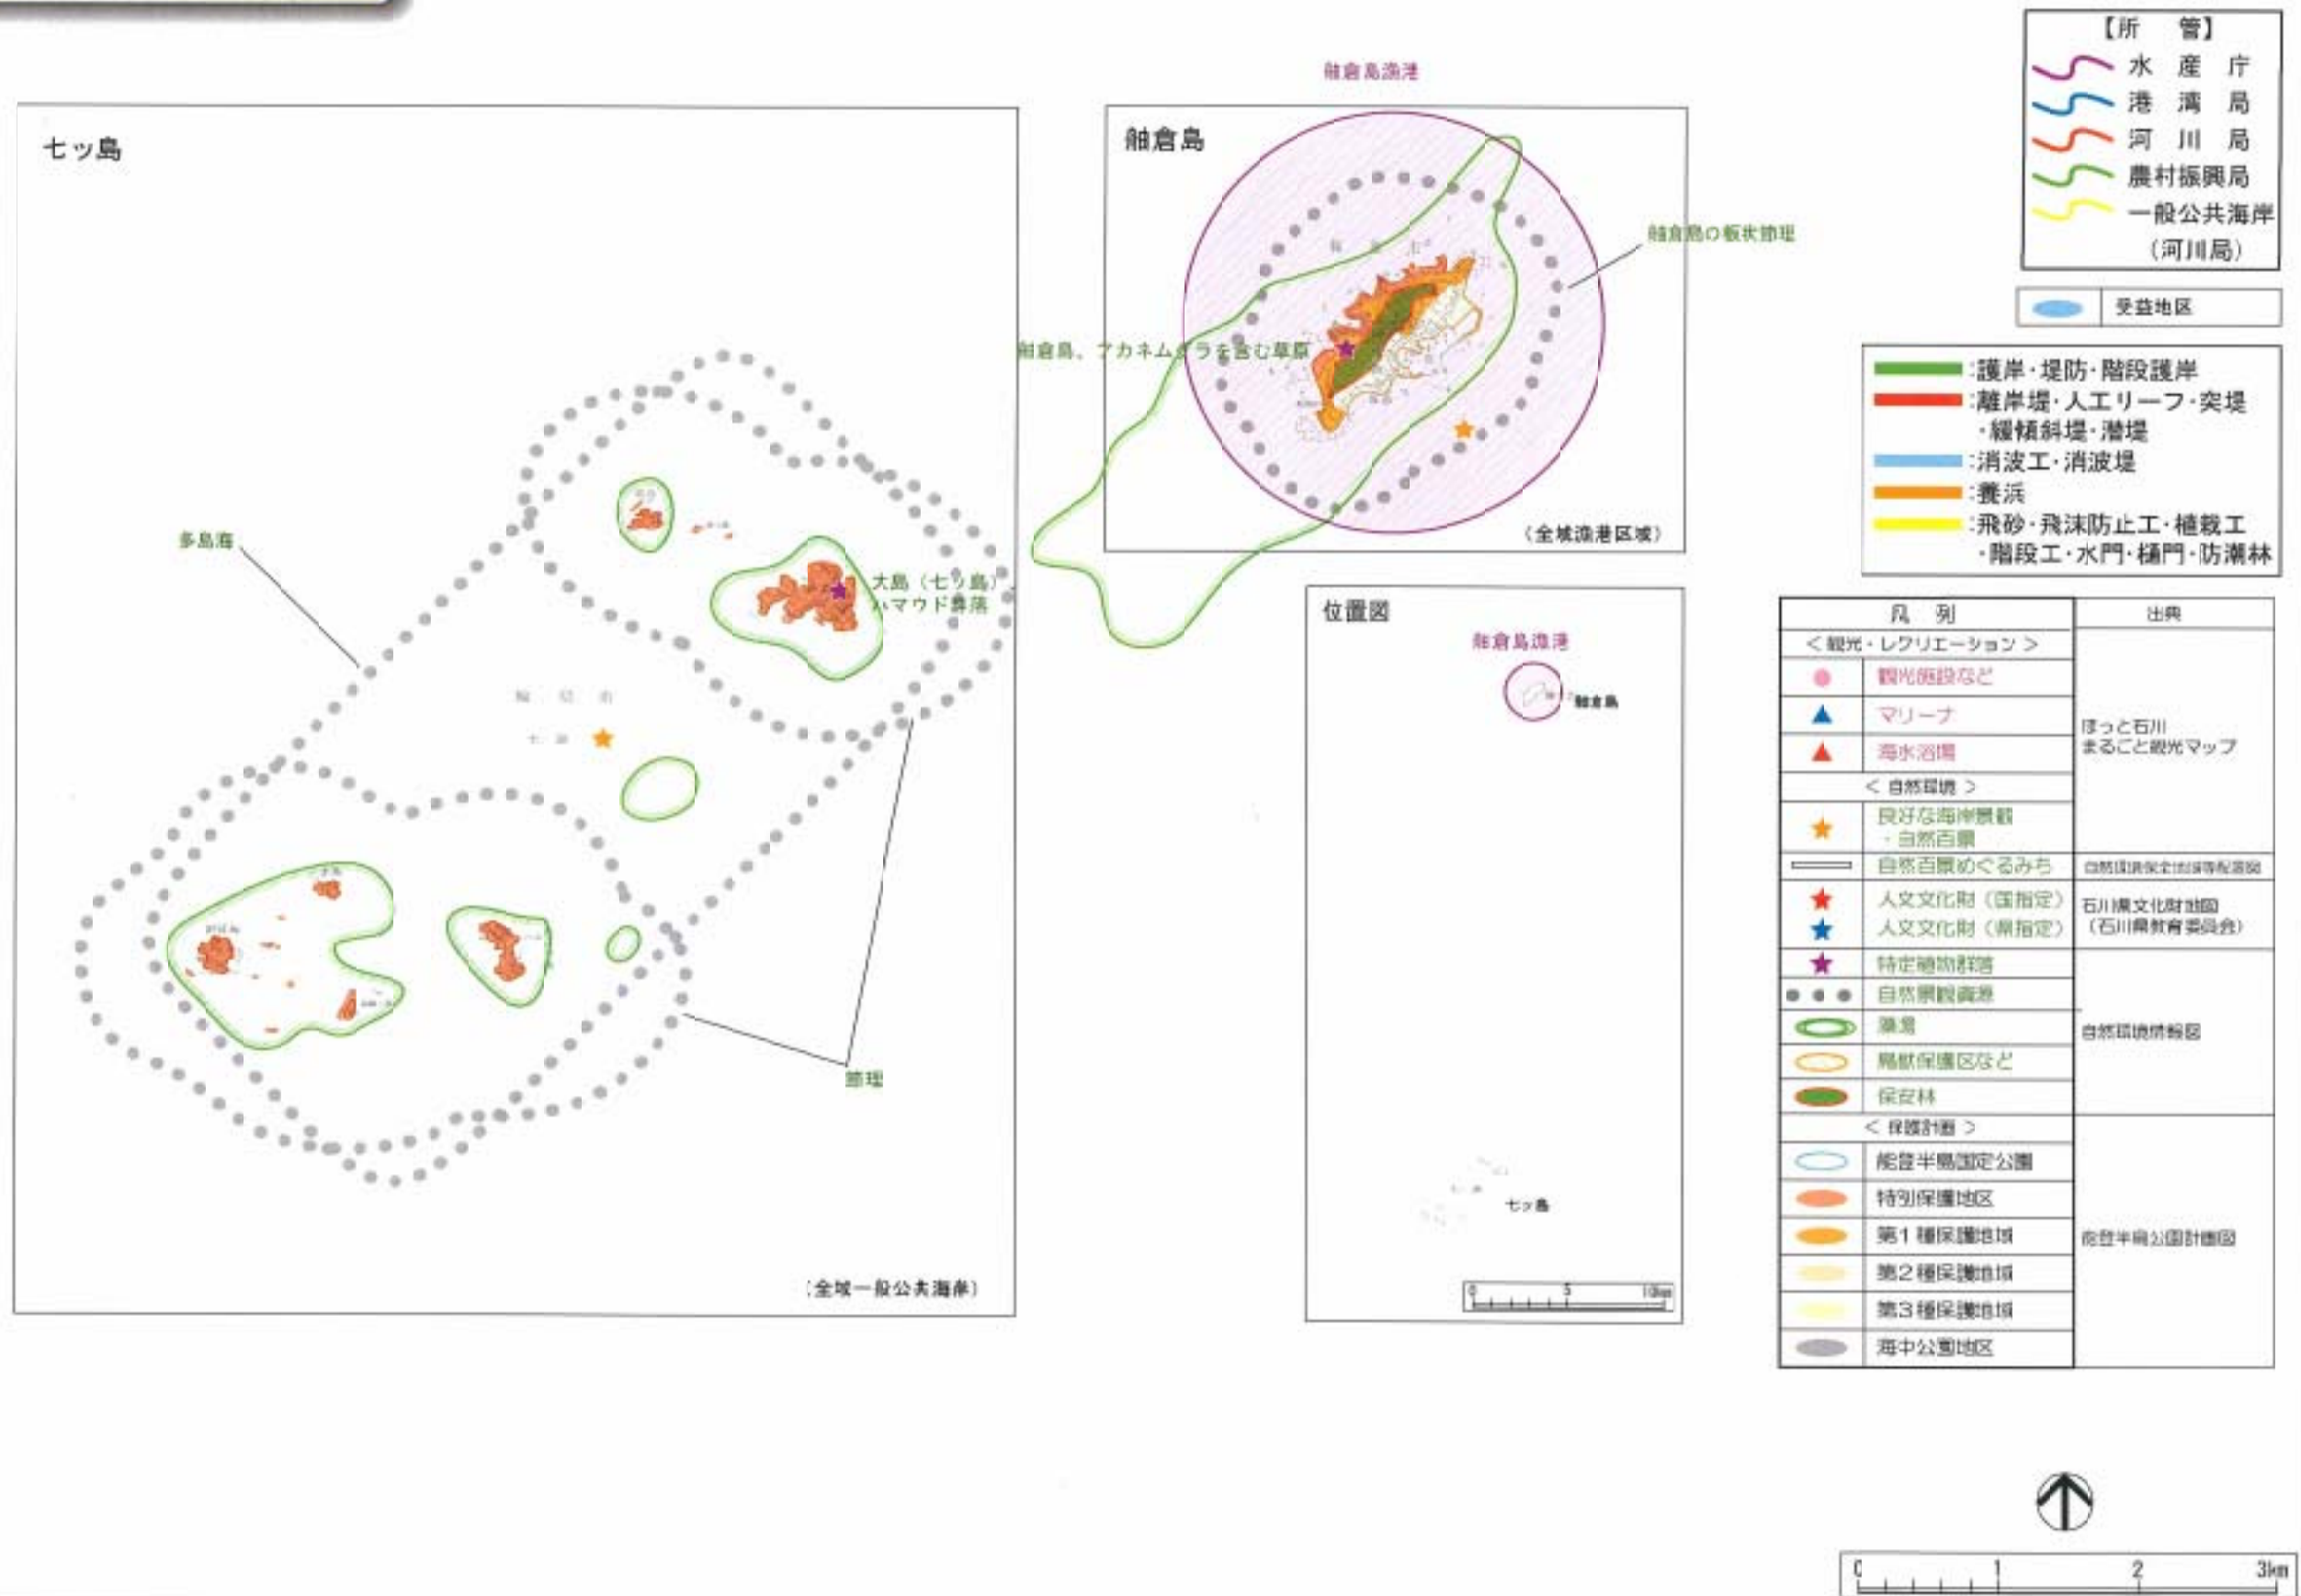 七ッ島
多島海
大島（七ッ島）
ハマウド群落
節理
（全域一般公共海岸）
舳倉島漁港
舳倉島
舳倉島の板状節理
舳倉島、アカネムグラを含む草原
（全域漁港区域）
位置図
舳倉島漁港
舳倉島
七ッ島
0 5 10km
【所　管】
水産庁
港湾局
河川局
農村振興局
一般公共海岸
（河川局）
受益地区
:護岸・堤防・階段護岸
:離岸堤・人工リーフ・突堤
・緩傾斜堤・潜堤
:消波工・消波堤
:養浜
:飛砂・飛沫防止工・植栽工
・階段工・水門・樋門・防潮林
凡　例
出典
＜観光・レクリエーション＞
観光施設など
マリーナ
海水浴場
ほっと石川
まるごと観光マップ
＜自然環境＞
良好な海岸景観
・自然百景
自然百景めぐるみち
自然環境保全地域等配置図
人文文化財（国指定）
人文文化財（県指定）
石川県文化財地図
（石川県教育委員会）
特定植物群落
自然景観資源
藻場
鳥獣保護区など
保安林
自然環境情報図
＜保護計画＞
能登半島国定公園
特別保護地区
第1種保護地域
第2種保護地域
第3種保護地域
海中公園地区
能登半島公園計画図
0 1 2 3km